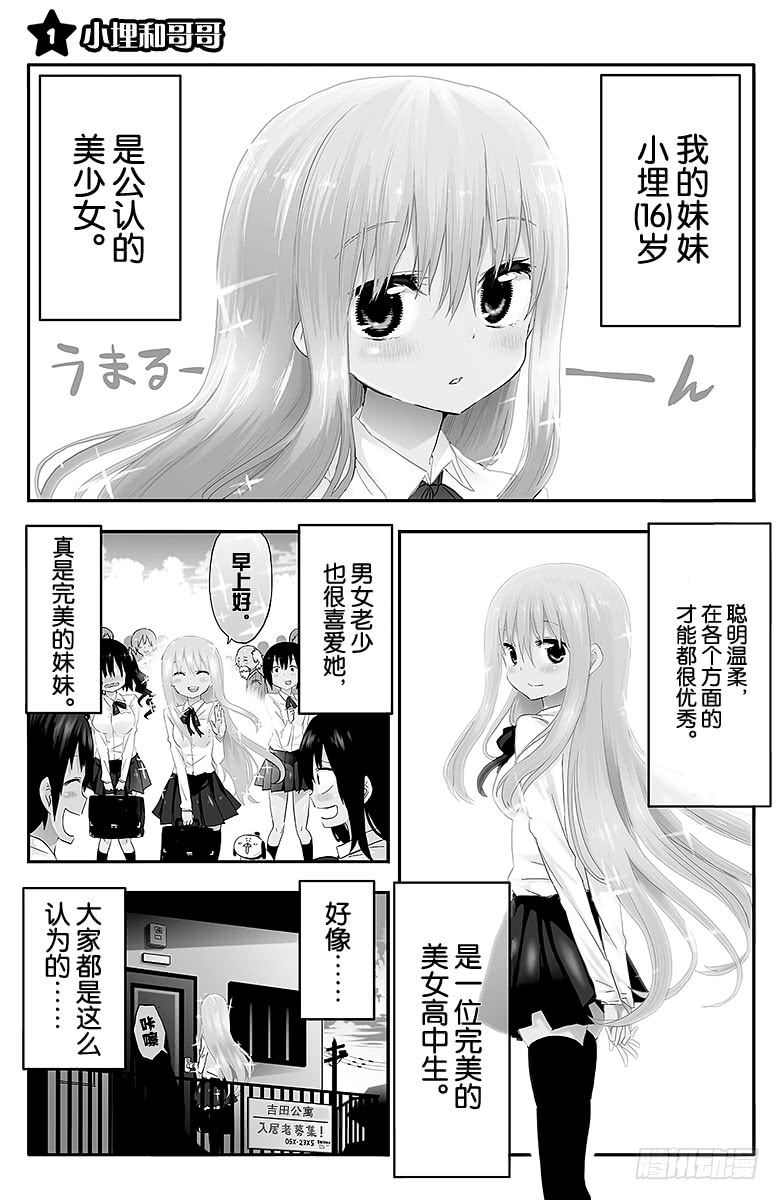 1 小埋和哥哥
我的妹妹
小埋(16)岁
是公认的
美少女。
うまるーーん
聪明温柔，
在各个方面的
才能都很优秀。
是一位完美的
美女高中生。
男女老少
也很喜爱她，
早上好。
真是完美的妹妹。
好像……
大家都是这么
认为的……
咔嚓
吉田公寓
入居者募集！
05X-23X5
腾讯动漫